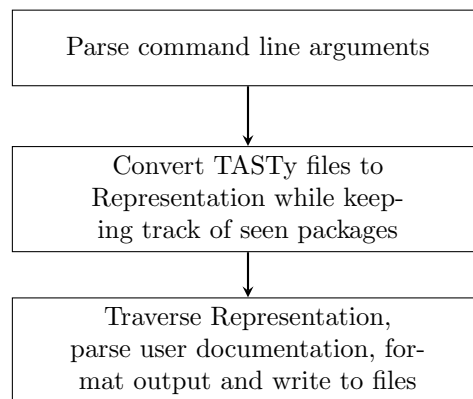 Parse command line arguments
Convert TASTy files to
Representation while keep-
ing track of seen packages
Traverse Representation,
parse user documentation, for-
mat output and write to files